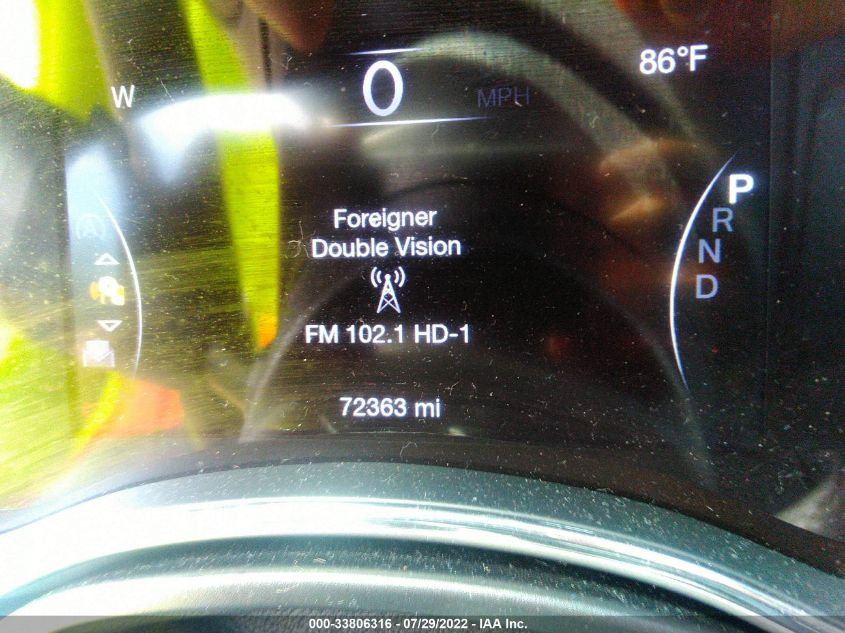 0
MPH
86°F
W
Foreigner
Double Vision
FM 102.1 HD-1
72363 mi
P
R
N
D
A
000-33806316 - 07/29/2022 - IAA Inc.